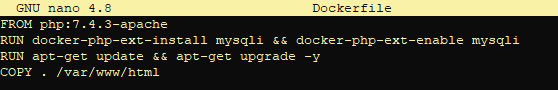 GNU nano 4.8 Dockerfile
FROM php:7.4.3-apache
RUN docker-php-ext-install mysqli && docker-php-ext-enable mysqli
RUN apt-get update && apt-get upgrade -y
COPY . /var/www/html